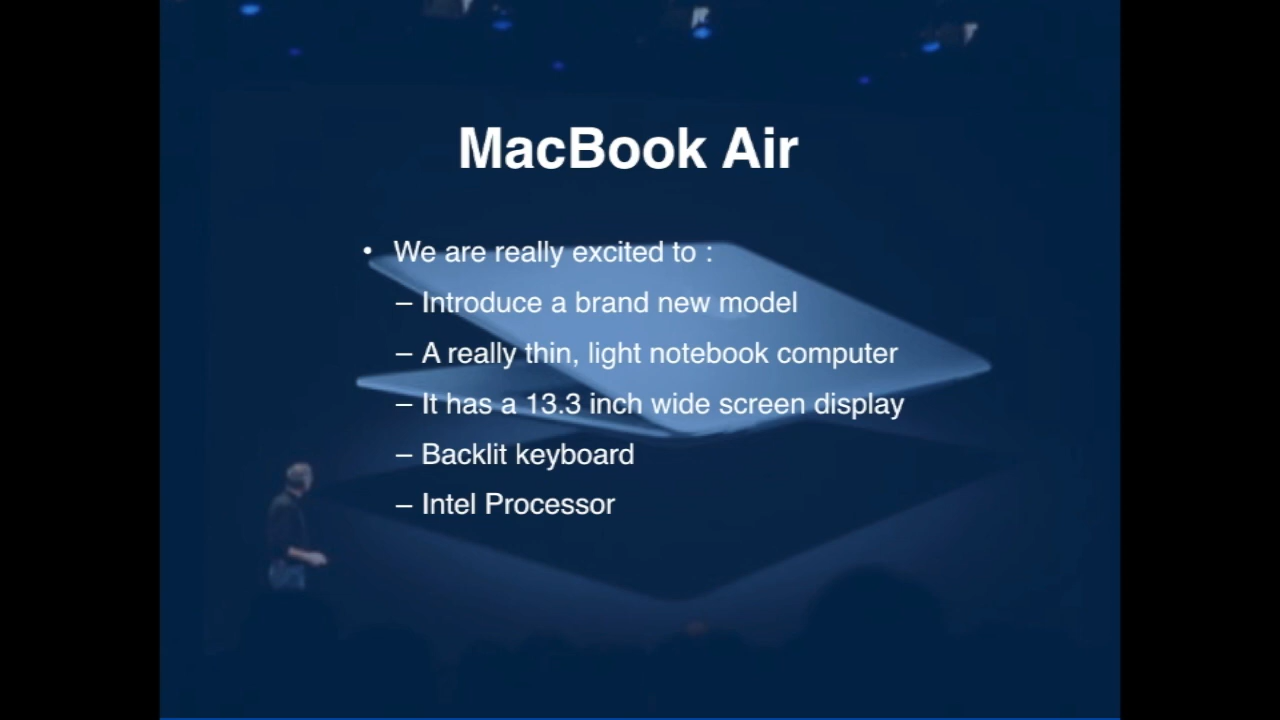 MacBook Air
• We are really excited to :
– Introduce a brand new model
– A really thin, light notebook computer
– It has a 13.3 inch wide screen display
– Backlit keyboard
– Intel Processor